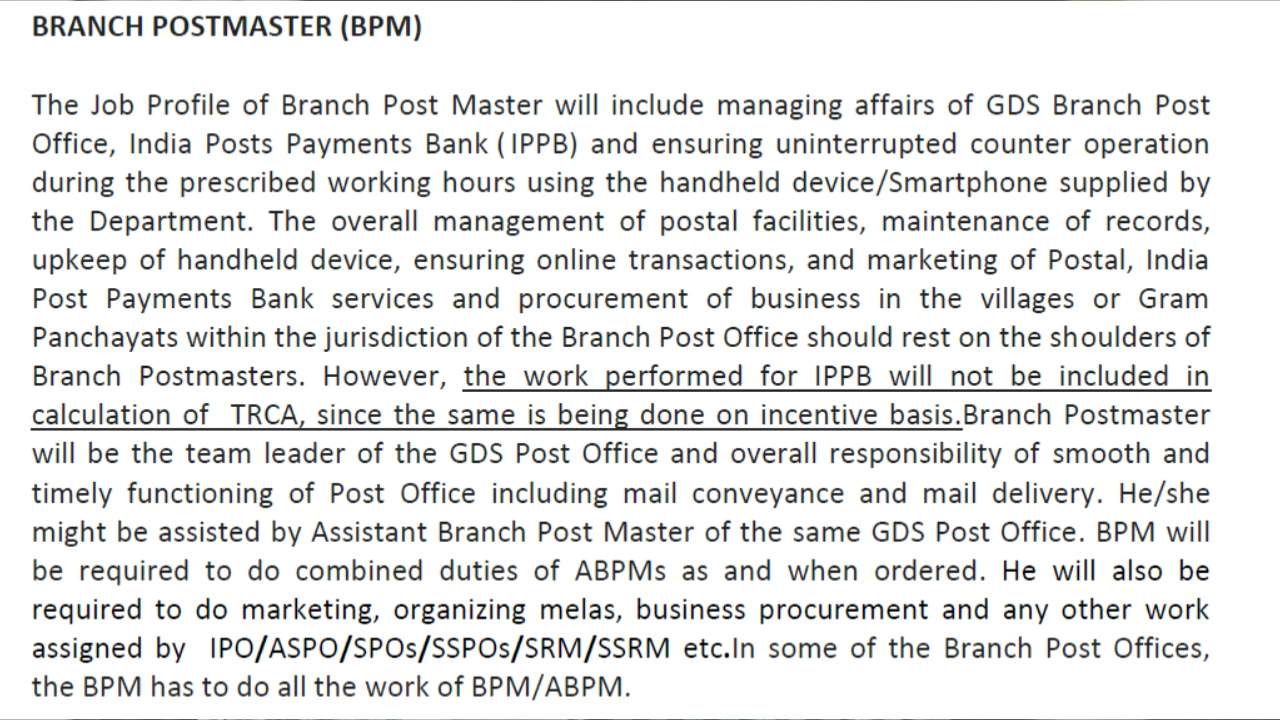 BRANCH POSTMASTER (BPM)
The Job Profile of Branch Post Master will include managing affairs of GDS Branch Post
Office, India Posts Payments Bank (IPPB) and ensuring uninterrupted counter operation
during the prescribed working hours using the handheld device/Smartphone supplied by
the Department. The overall management of postal facilities, maintenance of records,
upkeep of handheld device, ensuring online transactions, and marketing of Postal, India
Post Payments Bank services and procurement of business in the villages or Gram
Panchayats within the jurisdiction of the Branch Post Office should rest on the shoulders of
Branch Postmasters. However, the work performed for IPPB will not be included in
calculation of TRCA, since the same is being done on incentive basis.Branch Postmaster
will be the team leader of the GDS Post Office and overall responsibility of smooth and
timely functioning of Post Office including mail conveyance and mail delivery. He/she
might be assisted by Assistant Branch Post Master of the same GDS Post Office. BPM will
be required to do combined duties of ABPMs as and when ordered. He will also be
required to do marketing, organizing melas, business procurement and any other work
assigned by IPO/ASPO/SPOs/SSPOs/SRM/SSRM etc.In some of the Branch Post Offices,
the BPM has to do all the work of BPM/ABPM.